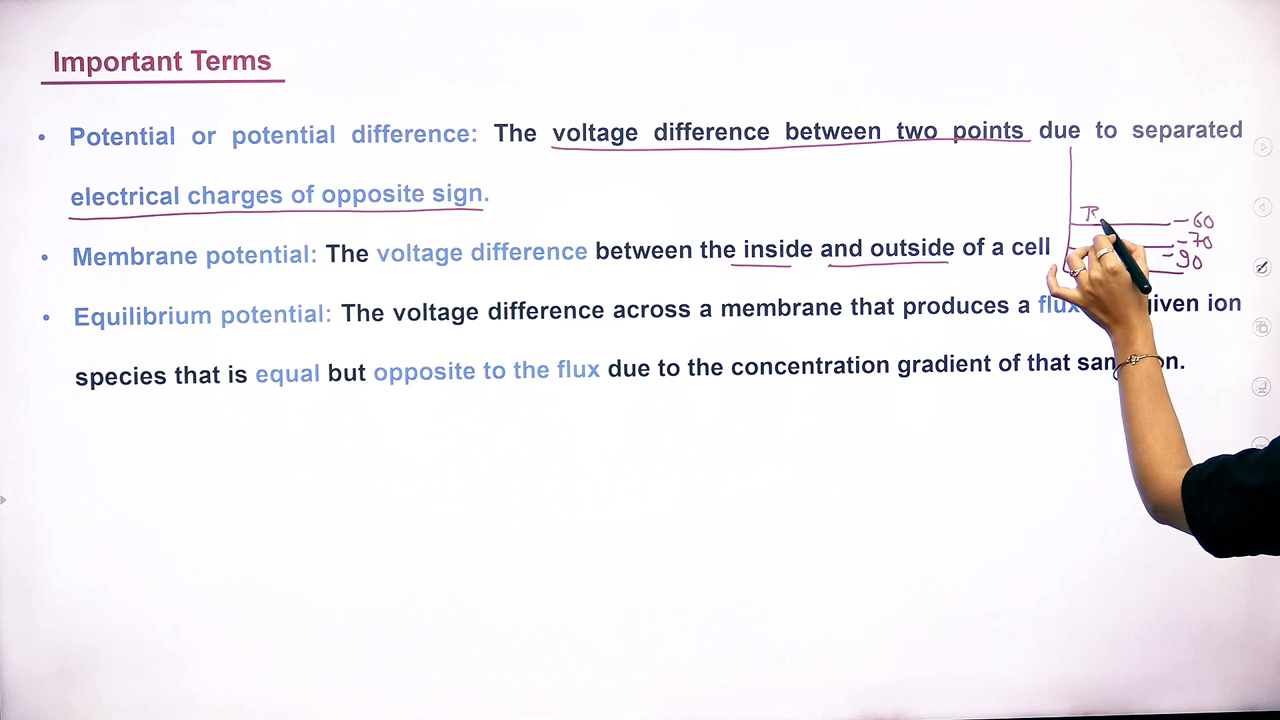 Important Terms
• Potential or potential difference: The voltage difference between two points due to separated
electrical charges of opposite sign.
• Membrane potential: The voltage difference between the inside and outside of a cell
• Equilibrium potential: The voltage difference across a membrane that produces a flux given ion
species that is equal but opposite to the flux due to the concentration gradient of that ion.
-60
-70
-90